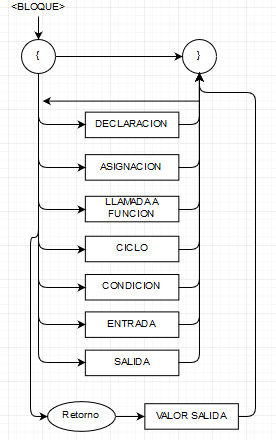 <BLOQUE>
{
}
DECLARACION
ASIGNACION
LLAMADA A
FUNCION
CICLO
CONDICION
ENTRADA
SALIDA
Retorno
VALOR SALIDA